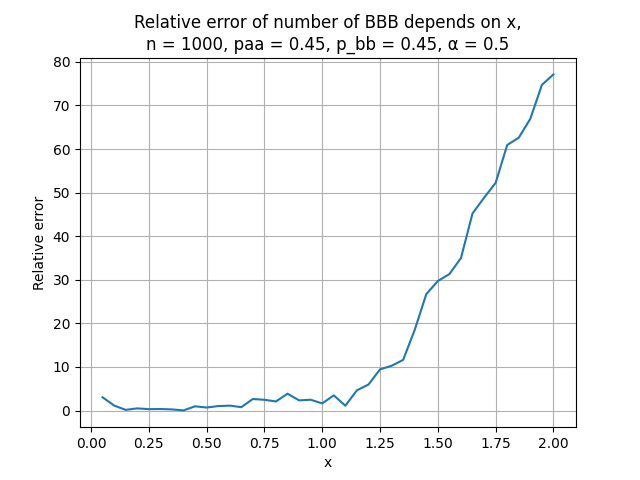 Relative error of number of BBB depends on x,
n = 1000, paa = 0.45, p_bb = 0.45, α = 0.5
80
70
60
50
40
30
20
10
0
Relative error
0.00 0.25 0.50 0.75 1.00 1.25 1.50 1.75 2.00
x